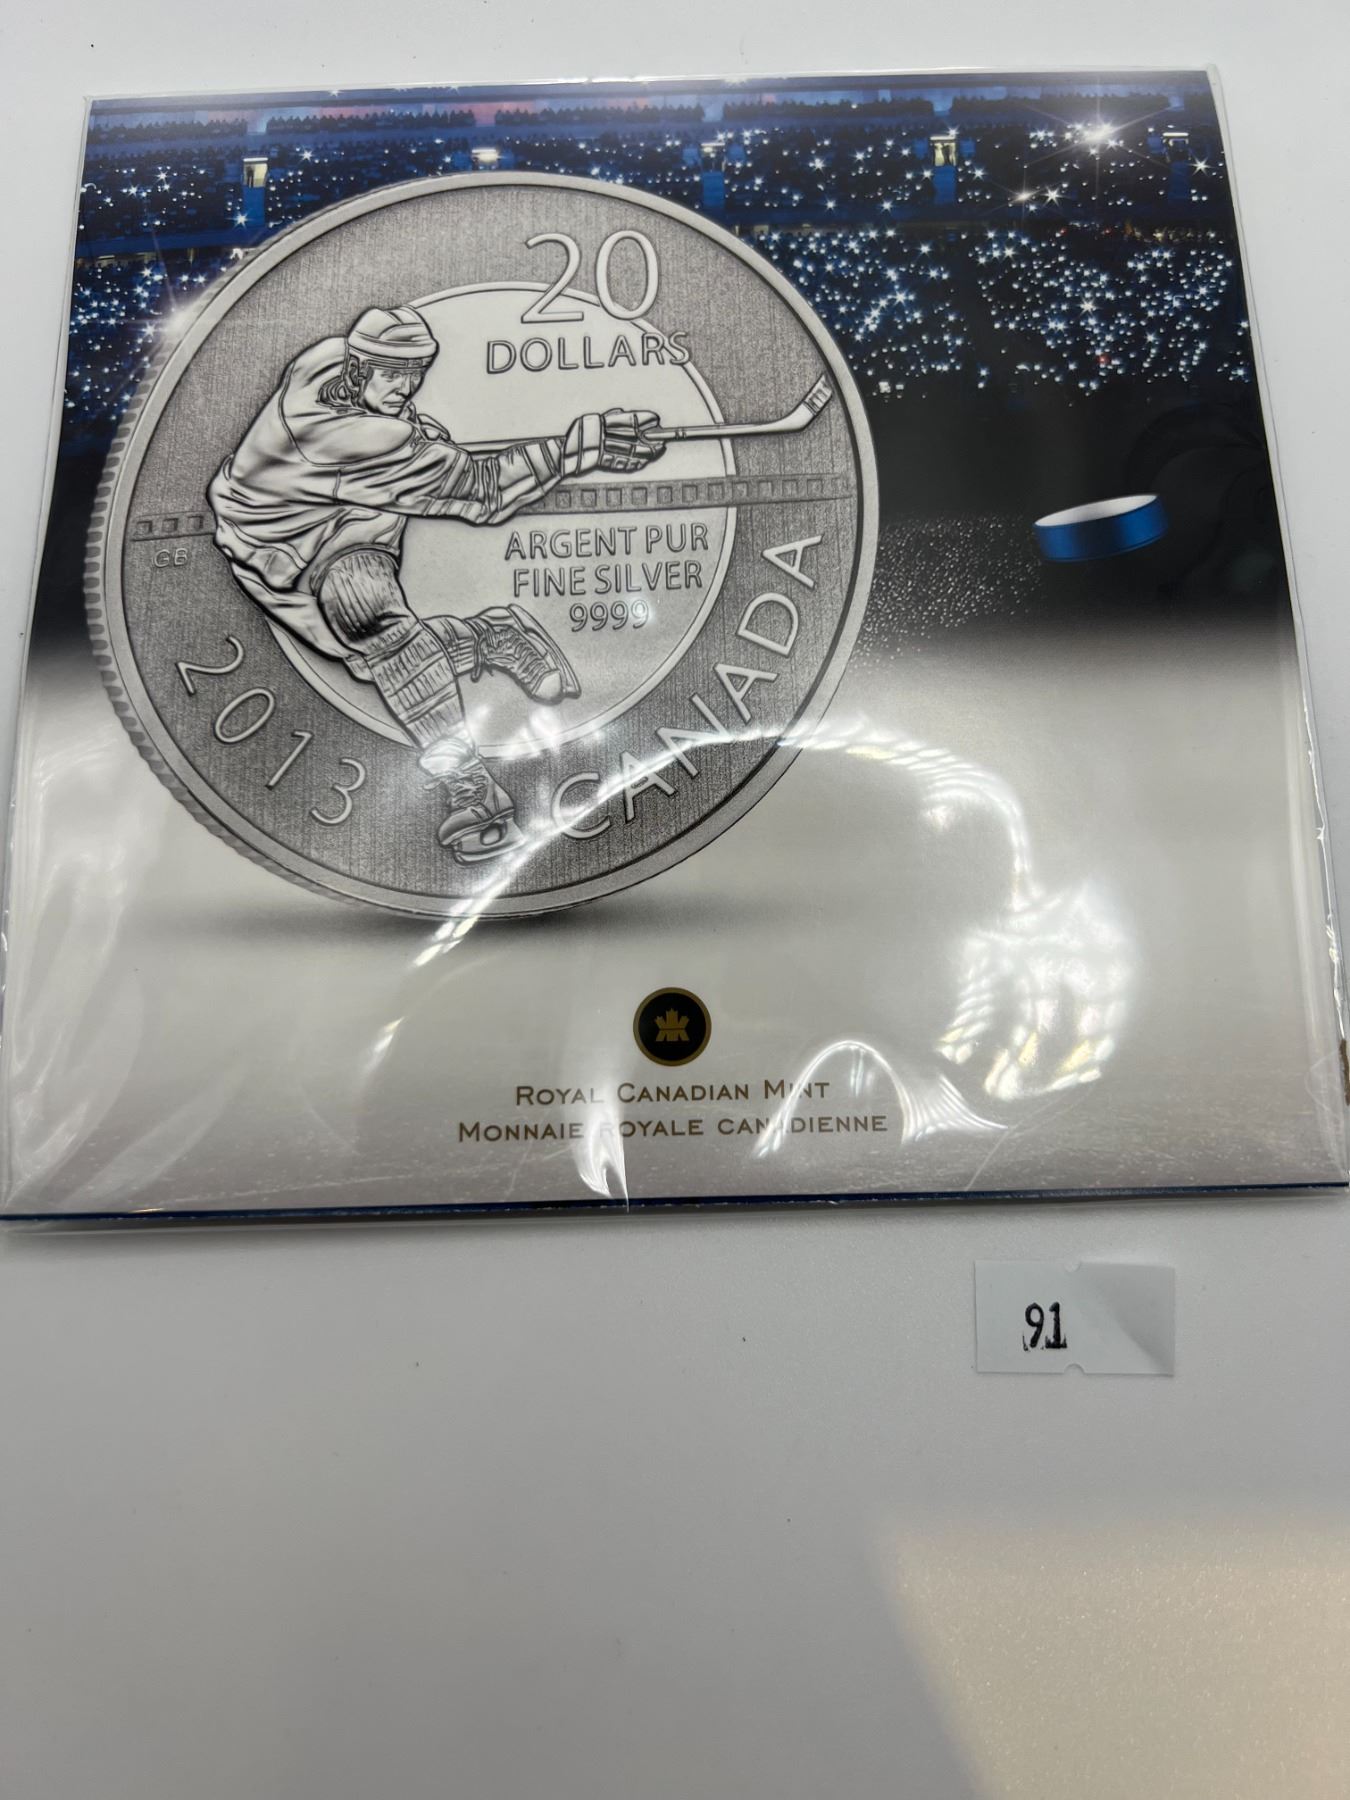 20
DOLLARS
ARGENT PUR
FINE SILVER
9999
GB
2013
CANADA
ROYAL CANADIAN MINT
MONNAIE ROYALE CANADIENNE
91